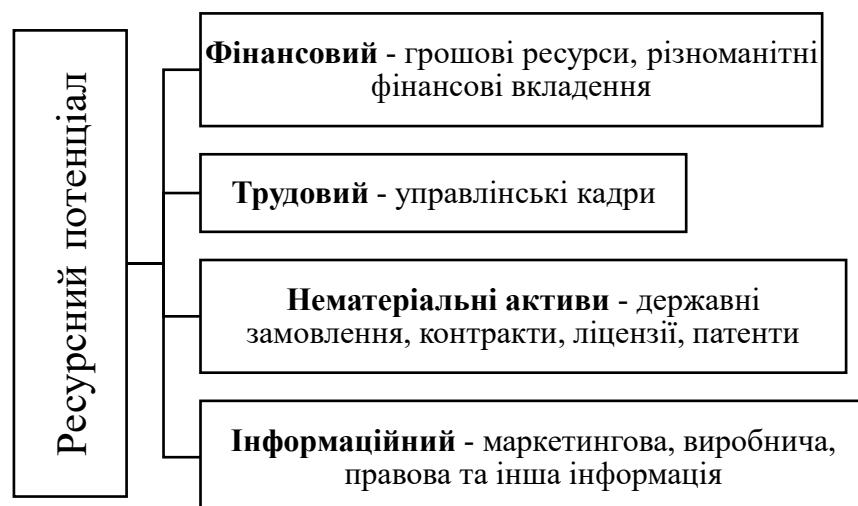 Ресурсний потенціал
Фінансовий - грошові ресурси, різноманітні
фінансові вкладення
Трудовий - управлінські кадри
Нематеріальні активи - державні
замовлення, контракти, ліцензії, патенти
Інформаційний - маркетингова, виробнича,
правова та інша інформація